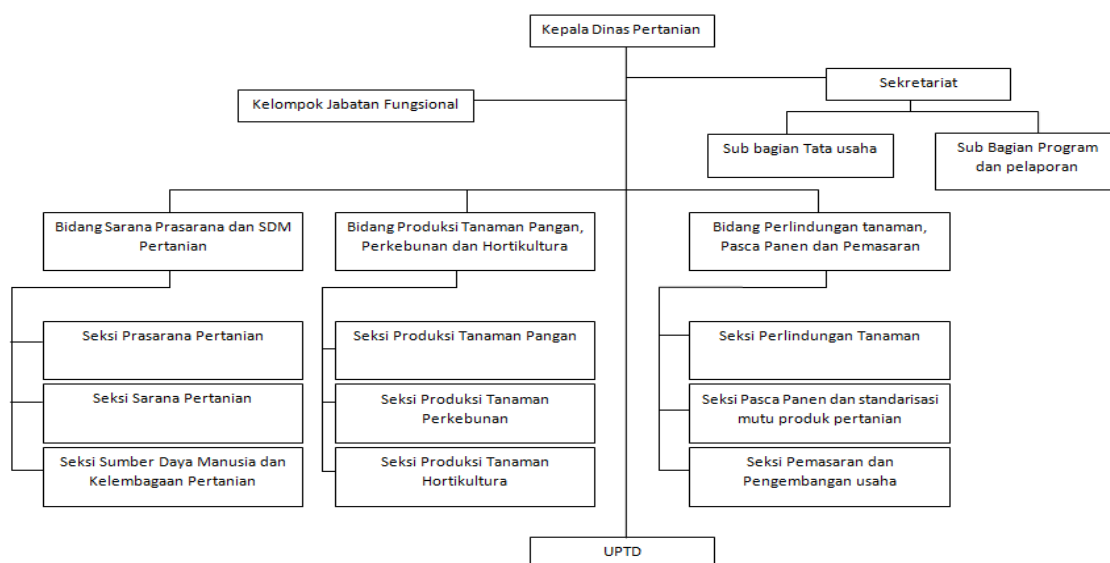 Kepala Dinas Pertanian
Sekretariat
Kelompok Jabatan Fungsional
Sub bagian Tata usaha
Sub Bagian Program
dan pelaporan
Bidang Sarana Prasarana dan SDM
Pertanian
Bidang Produksi Tanaman Pangan,
Perkebunan dan Hortikultura
Bidang Perlindungan tanaman,
Pasca Panen dan Pemasaran
Seksi Prasarana Pertanian
Seksi Produksi Tanaman Pangan
Seksi Perlindungan Tanaman
Seksi Sarana Pertanian
Seksi Produksi Tanaman
Perkebunan
Seksi Pasca Panen dan standarisasi
mutu produk pertanian
Seksi Sumber Daya Manusia dan
Kelembagaan Pertanian
Seksi Produksi Tanaman
Hortikultura
Seksi Pemasaran dan
Pengembangan usaha
UPTD